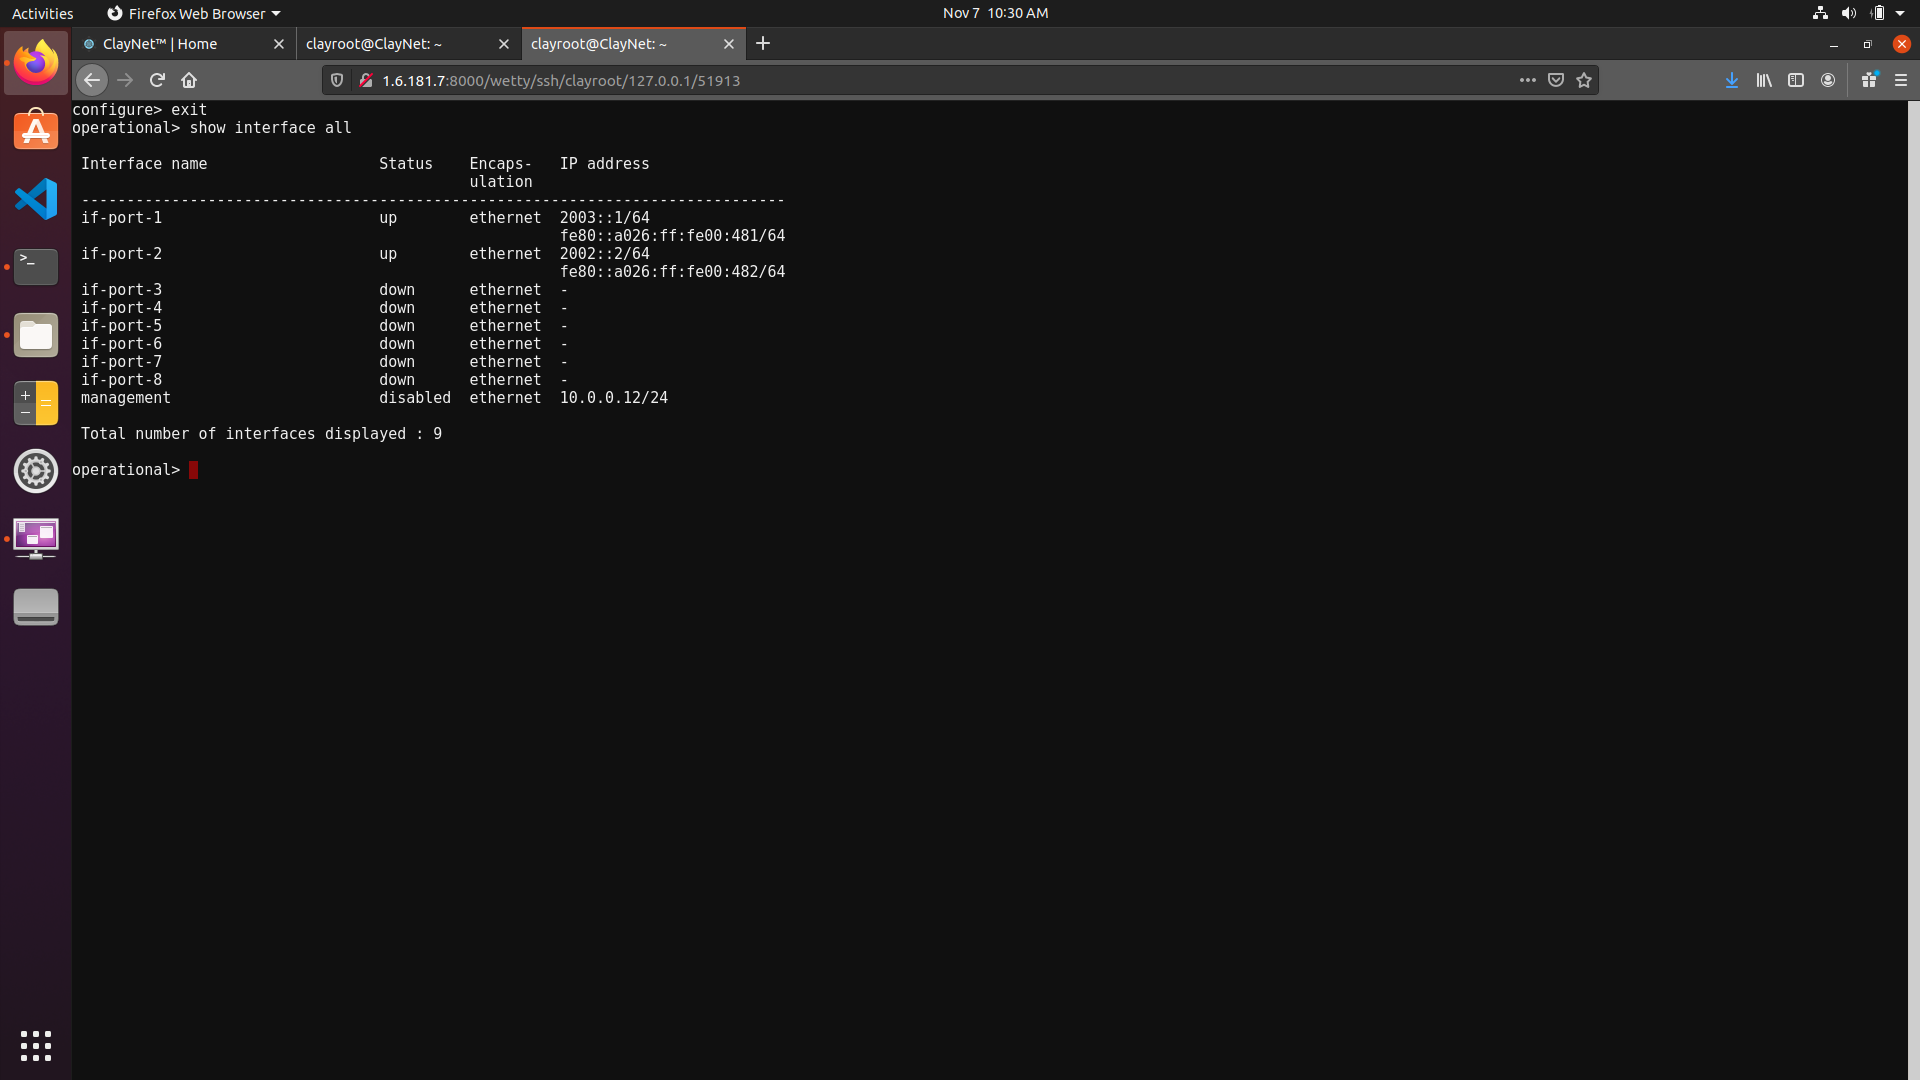 Activities Firefox Web Browser Nov 7 10:30 AM
ClayNet™ | Home clayroot@ClayNet: ~ clayroot@ClayNet: ~
1.6.181.7:8000/wetty/ssh/clayroot/127.0.0.1/51913
configure> exit
operational> show interface all
Interface name Status Encaps- IP address
ulation
------------------------------------------------------------------------------
if-port-1 up ethernet 2003::1/64
fe80::a026:ff:fe00:481/64
if-port-2 up ethernet 2002::2/64
fe80::a026:ff:fe00:482/64
if-port-3 down ethernet -
if-port-4 down ethernet -
if-port-5 down ethernet -
if-port-6 down ethernet -
if-port-7 down ethernet -
if-port-8 down ethernet -
management disabled ethernet 10.0.0.12/24
Total number of interfaces displayed : 9
operational>